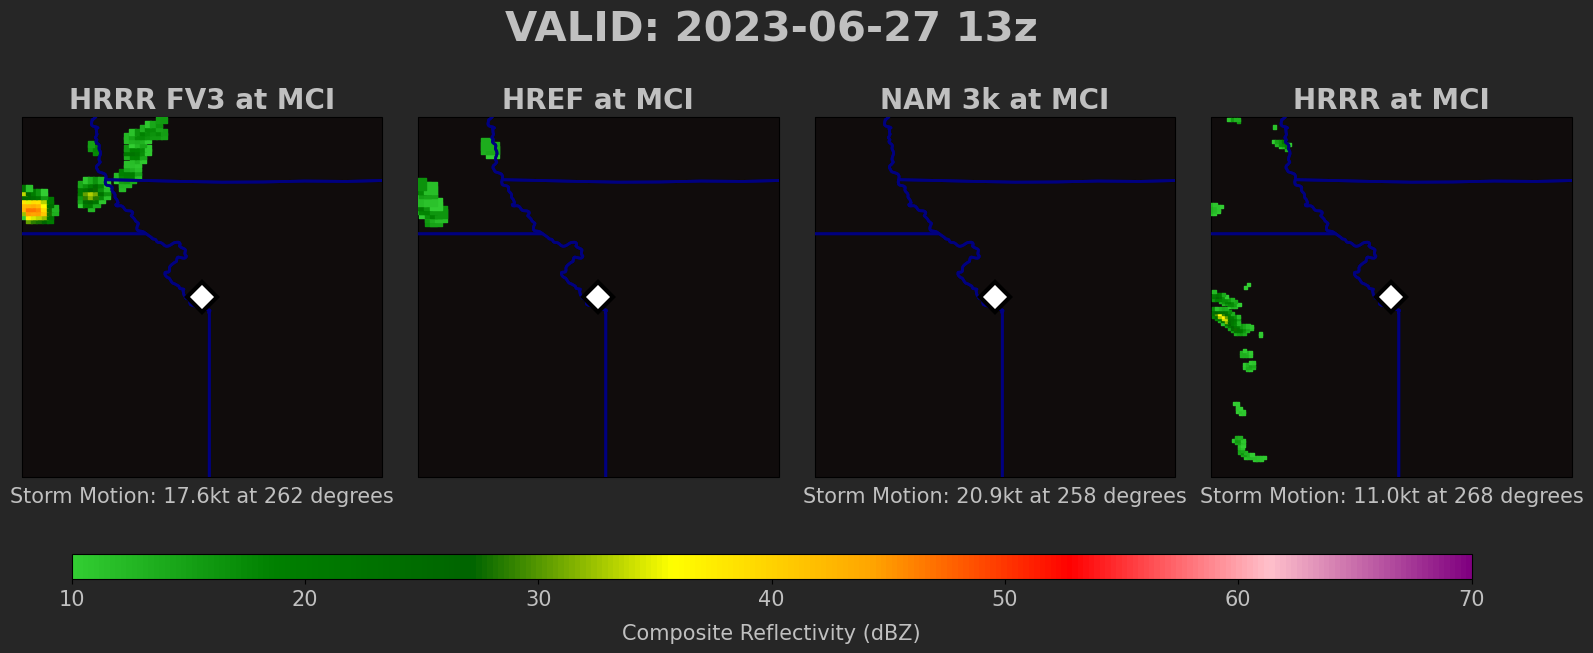 VALID: 2023-06-27 13z
HRRR FV3 at MCI
HREF at MCI
NAM 3k at MCI
HRRR at MCI
Storm Motion: 17.6kt at 262 degrees
Storm Motion: 20.9kt at 258 degrees
Storm Motion: 11.0kt at 268 degrees
10 20 30 40 50 60 70
Composite Reflectivity (dBZ)